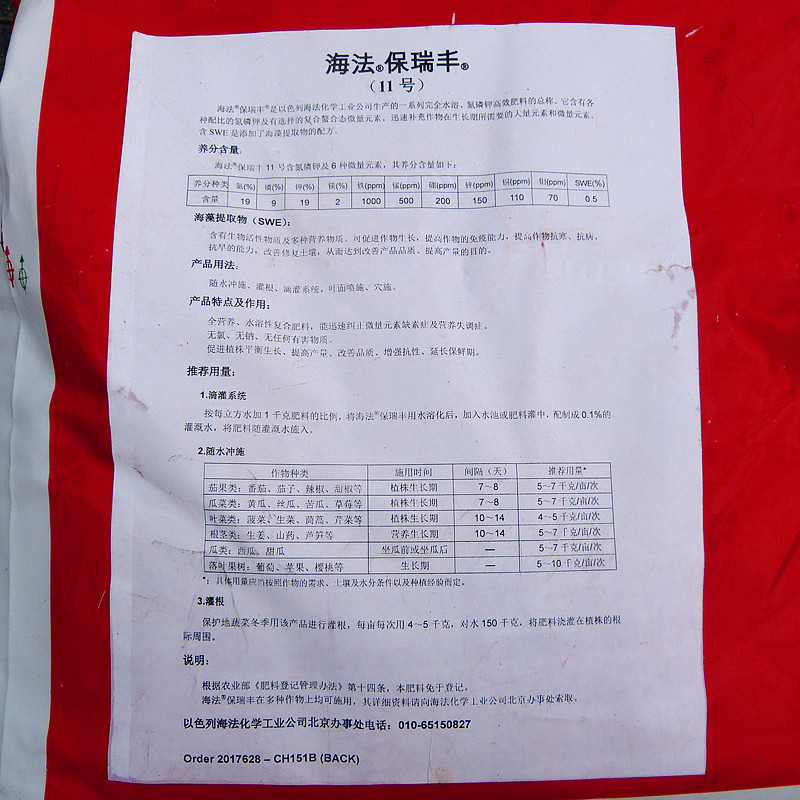 海法®保瑞丰®
（11 号）
海法®保瑞丰®是以色列海法化学工业公司生产的一系列完全水溶、氮磷钾高效肥料的总称。它含有各
种配比的氮磷钾及有选择的复合螯合态微量元素，迅速补充作物在生长期所需要的大量元素和微量元素。
含 SWE 是添加了海藻提取物的配方。
养分含量：
海法®保瑞丰 11 号含氮磷钾及 6 种微量元素，其养分含量如下：
养分种类 氮(%) 磷(%) 钾(%) 镁(%) 铁(ppm) 锰(ppm) 硼(ppm) 锌(ppm) 铜(ppm) 钼(ppm) SWE(%)
含量 19 9 19 2 1000 500 200 150 110 70 0.5
海藻提取物（SWE）：
含有生物活性物质及多种营养物质。可促进作物生长，提高作物的免疫能力，提高作物抗寒、抗病、
抗旱的能力，改善修复土壤，从而达到改善产品品质、提高产量的目的。
产品用法：
随水冲施、灌根、滴灌系统、叶面喷施、穴施。
产品特点及作用：
全营养、水溶性复合肥料，能迅速纠正微量元素缺素症及营养失调症。
无氯、无钠、无任何有害物质。
促进植株平衡生长、提高产量、改善品质、增强抗性、延长保鲜期。
推荐用量：
1.滴灌系统
按每立方水加 1 千克肥料的比例，将海法®保瑞丰用水溶化后，加入水池或肥料灌中，配制成 0.1%的
灌溉水，将肥料随灌溉水施入。
2.随水冲施
作物种类 施用时间 间隔（天） 推荐用量*
茄果类：番茄、茄子、辣椒、甜椒等 植株生长期 7～8 5～7 千克/亩/次
瓜菜类：黄瓜、丝瓜、苦瓜、草莓等 植株生长期 7～8 5～7 千克/亩/次
叶菜类：菠菜、生菜、茼蒿、芹菜等 植株生长期 10～14 4～5 千克/亩/次
根茎类：生姜、山药、芦笋等 营养生长期 10～14 5～7 千克/亩/次
瓜类：西瓜、甜瓜 坐瓜前或坐瓜后 — 5～7 千克/亩/次
落叶果树：葡萄、苹果、樱桃等 生长期 — 5～10 千克/亩/次
*：具体用量应当按照作物的需求、土壤及水分条件以及种植经验而定。
3.灌根
保护地蔬菜冬季用该产品进行灌根，每亩每次用 4～5 千克，对水 150 千克，将肥料浇灌在植株的根
际周围。
说明：
根据农业部《肥料登记管理办法》第十四条，本肥料免于登记。
海法®保瑞丰在多种作物上均可施用，其详细资料请向海法化学工业公司北京办事处索取。
以色列海法化学工业公司北京办事处电话：010-65150827
Order 2017628 – CH151B (BACK)